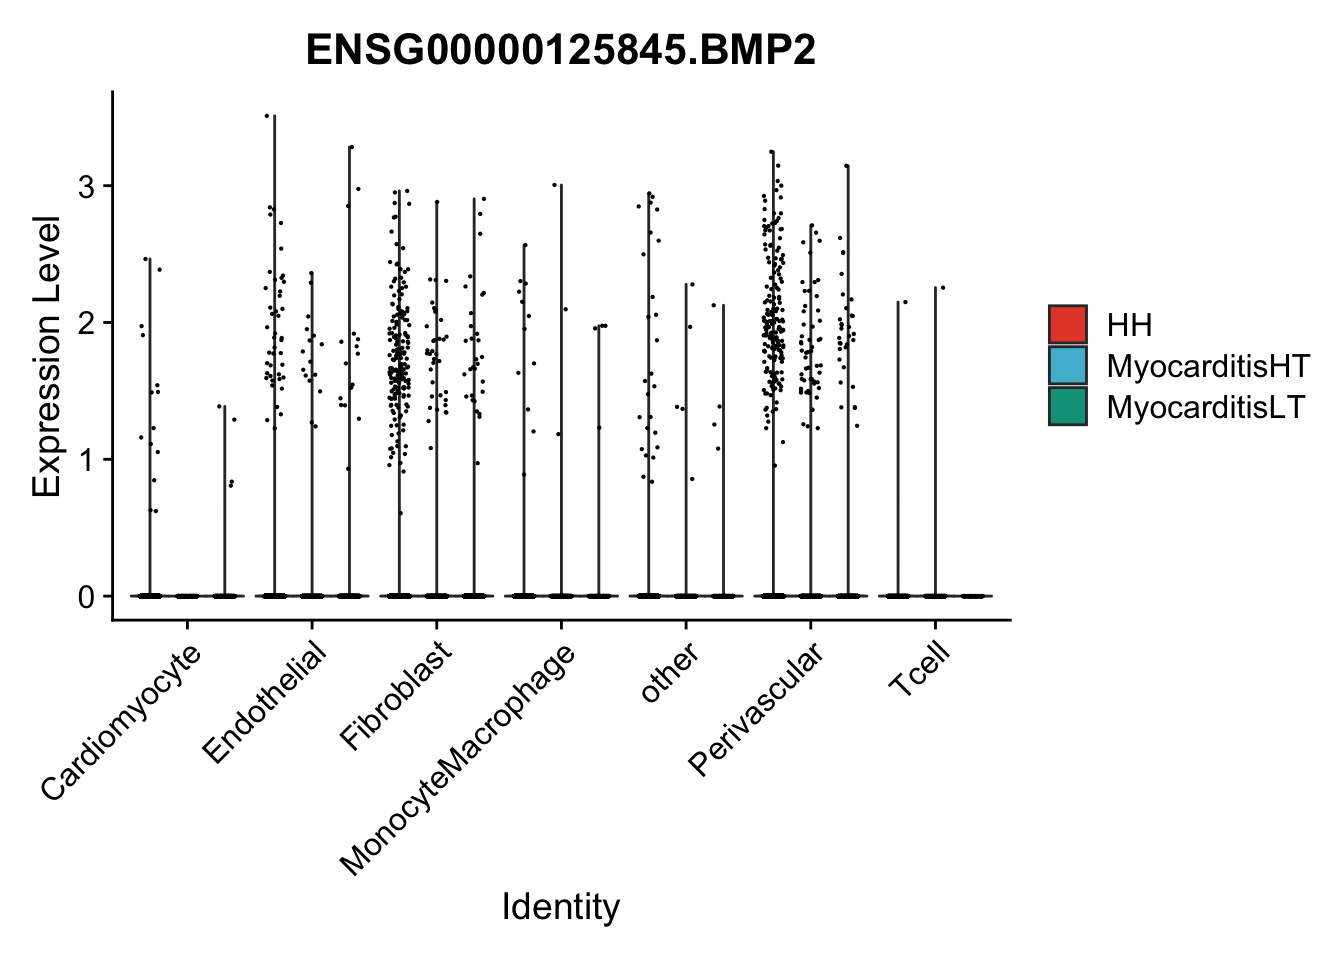 ENSG00000125845.BMP2
Expression Level
3
2
1
0
Cardiomyocyte
Endothelial
Fibroblast
MonocyteMacrophage
other
Perivascular
Tcell
Identity
HH
MyocarditisHT
MyocarditisLT